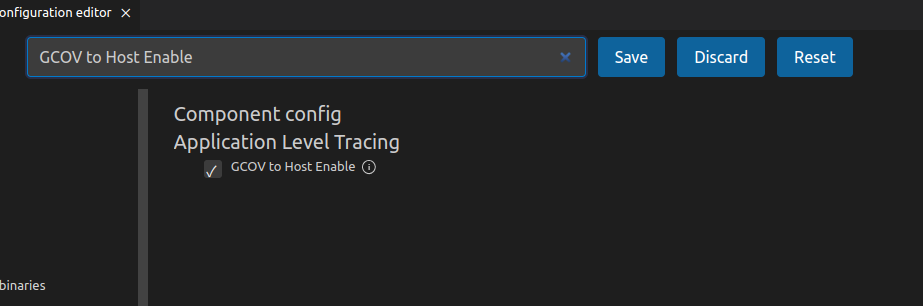 onfiguration editor
GCOV to Host Enable
Save
Discard
Reset
Component config
Application Level Tracing
GCOV to Host Enable
binaries